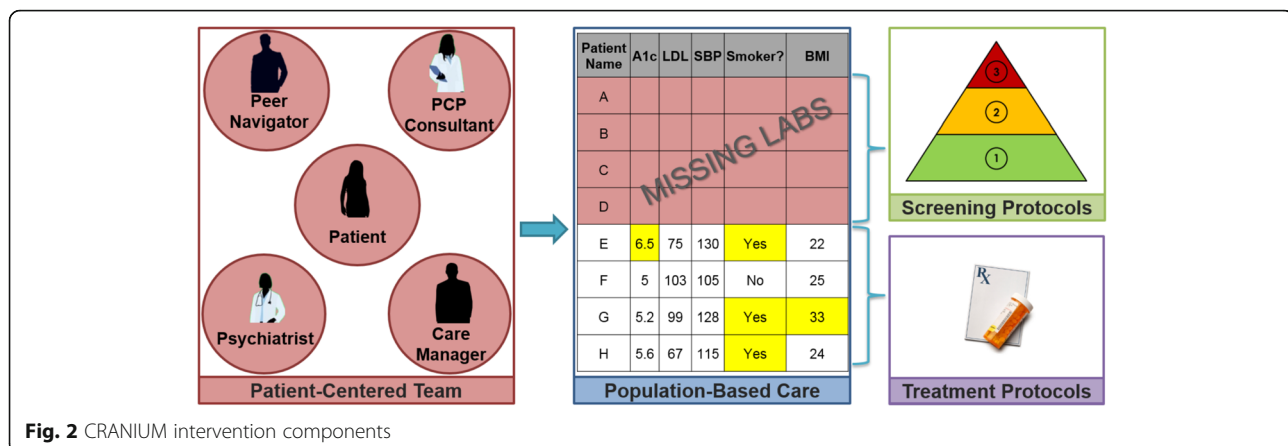 Peer
Navigator
PCP
Consultant
Patient
Psychiatrist
Care
Manager
Patient-Centered Team
Patient Name A1c LDL SBP Smoker? BMI
A
B
C
D
MISSING LABS
E 6.5 75 130 Yes 22
F 5 103 105 No 25
G 5.2 99 128 Yes 33
H 5.6 67 115 Yes 24
Population-Based Care
3
2
1
Screening Protocols
Rx
Treatment Protocols
Fig. 2 CRANIUM intervention components